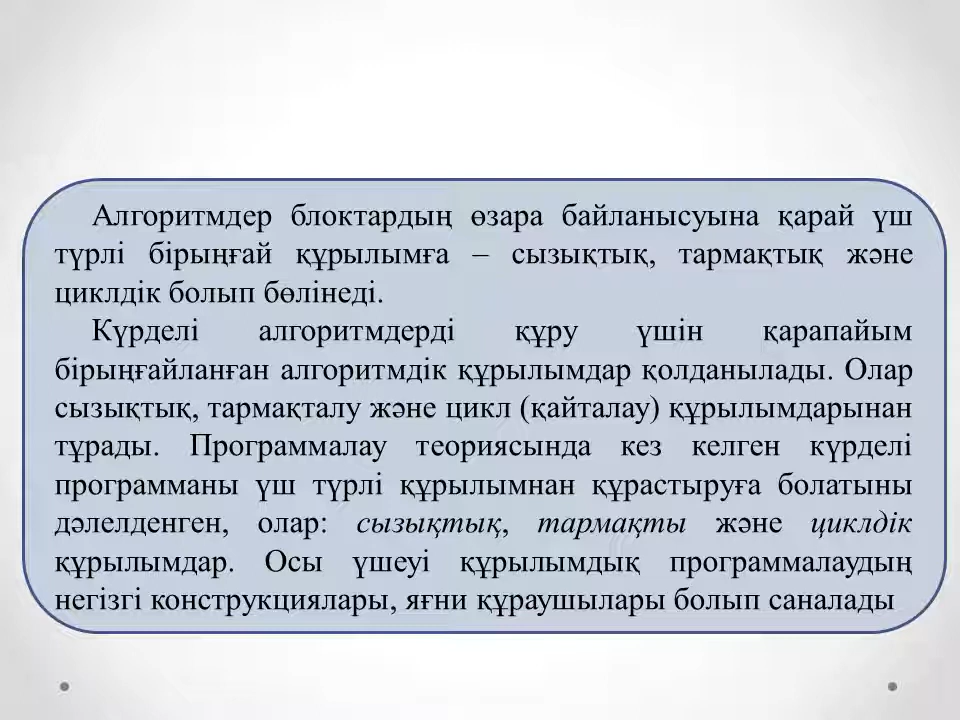 Алгоритмдер блоктардың өзара байланысуына қарай үш
түрлі бірыңғай құрылымға – сызықтық, тармақтық және
циклдік болып бөлінеді.
Күрделі алгоритмдерді құру үшін қарапайым
бірыңғайланған алгоритмдік құрылымдар қолданылады. Олар
сызықтық, тармақталу және цикл (қайталау) құрылымдарынан
тұрады. Программалау теориясында кез келген күрделі
программаны үш түрлі құрылымнан құрастыруға болатыны
дәлелденген, олар: сызықтық, тармақты және циклдік
құрылымдар. Осы үшеуі құрылымдық программалаудың
негізгі конструкциялары, яғни құраушылары болып саналады